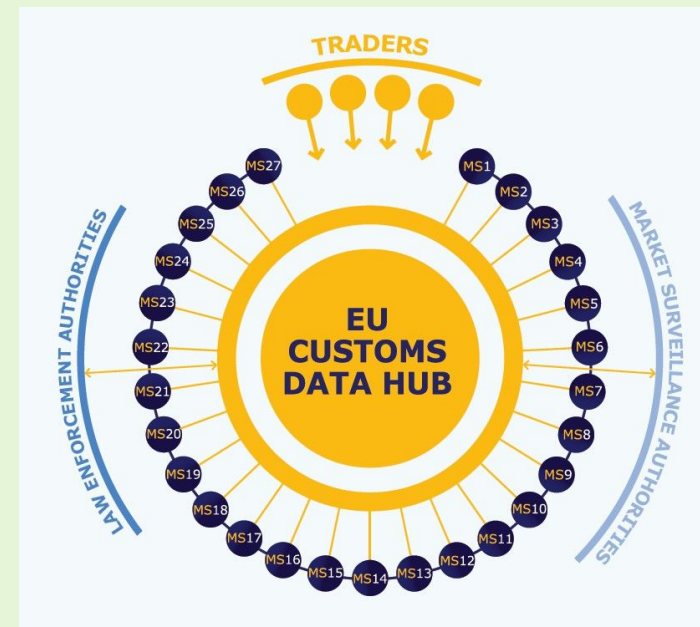 TRADERS
MS27
MS1
MS26
MS2
MS25
MS3
MS24
MS4
MS23
MS5
MS22
MS6
MS21
MS7
MS20
MS8
MS19
MS9
MS18
MS10
MS17
MS11
MS16
MS12
MS15
MS13
MS14
LAW ENFORCEMENT AUTHORITIES
EU
CUSTOMS
DATA HUB
MARKET SURVEILLANCE AUTHORITIES